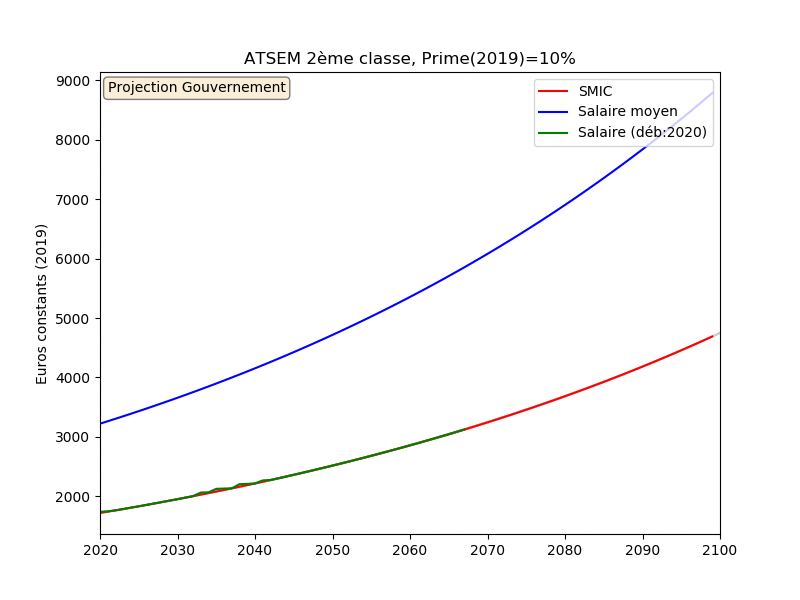 ATSEM 2ème classe, Prime(2019)=10%
Projection Gouvernement
SMIC
Salaire moyen
Salaire (déb:2020)
Euros constants (2019)
9000
8000
7000
6000
5000
4000
3000
2000
2020 2030 2040 2050 2060 2070 2080 2090 2100